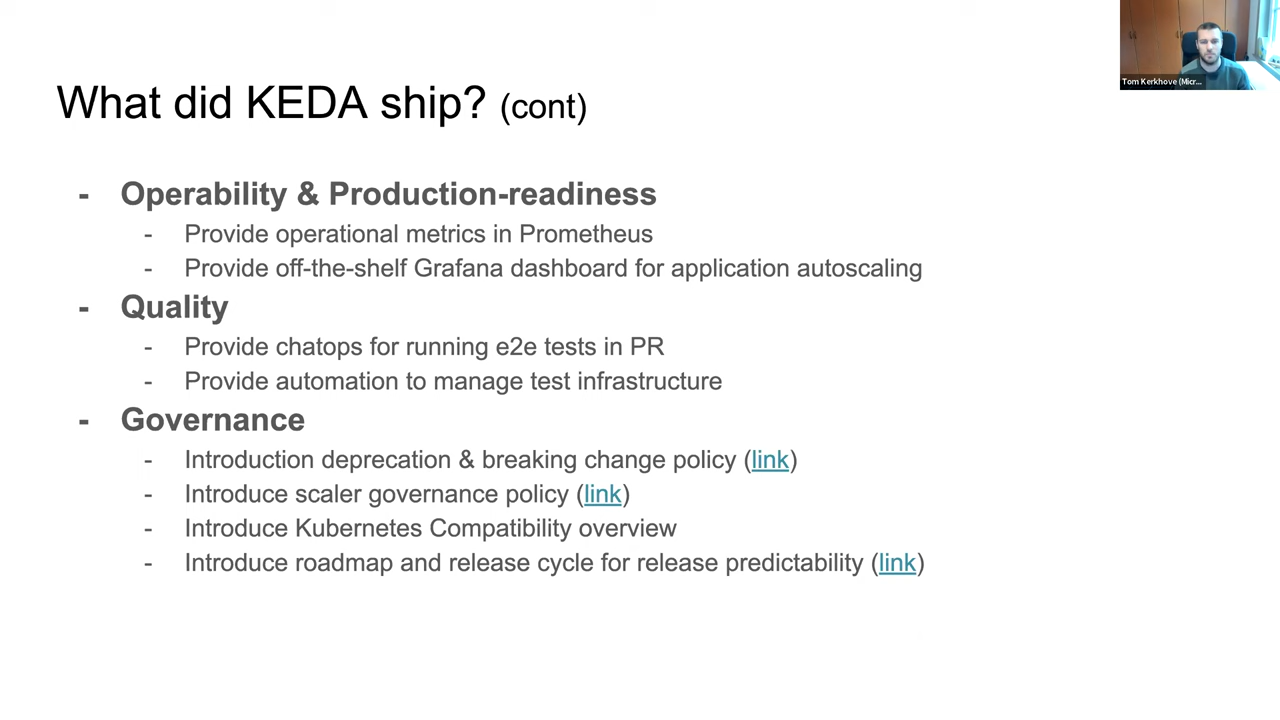 Tom Kerkhove (Micr...
What did KEDA ship? (cont)
- Operability & Production-readiness
- Provide operational metrics in Prometheus
- Provide off-the-shelf Grafana dashboard for application autoscaling
- Quality
- Provide chatops for running e2e tests in PR
- Provide automation to manage test infrastructure
- Governance
- Introduction deprecation & breaking change policy (link)
- Introduce scaler governance policy (link)
- Introduce Kubernetes Compatibility overview
- Introduce roadmap and release cycle for release predictability (link)